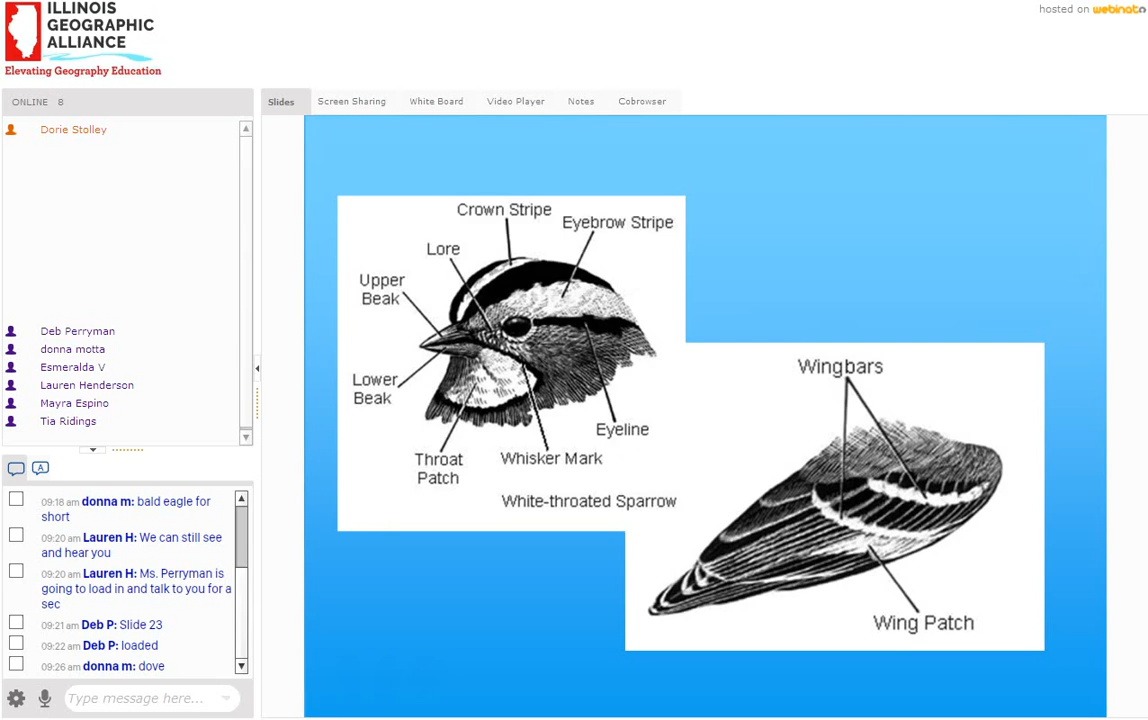 ILLINOIS
GEOGRAPHIC
ALLIANCE
Elevating Geography Education
hosted on webinato
ONLINE 8
Dorie Stolley
Deb Perryman
donna motta
Esmeralda V
Lauren Henderson
Mayra Espino
Tia Ridings
09:18 am donna m: bald eagle for
short
09:20 am Lauren H: We can still see
and hear you
09:20 am Lauren H: Ms. Perryman is
going to load in and talk to you for a
sec
09:21 am Deb P: Slide 23
09:22 am Deb P: loaded
09:26 am donna m: dove
Type message here...
Slides Screen Sharing White Board Video Player Notes Cobrowser
Crown Stripe
Eyebrow Stripe
Lore
Upper
Beak
Lower
Beak
Eyeline
Throat
Patch
Whisker Mark
White-throated Sparrow
Wingbars
Wing Patch